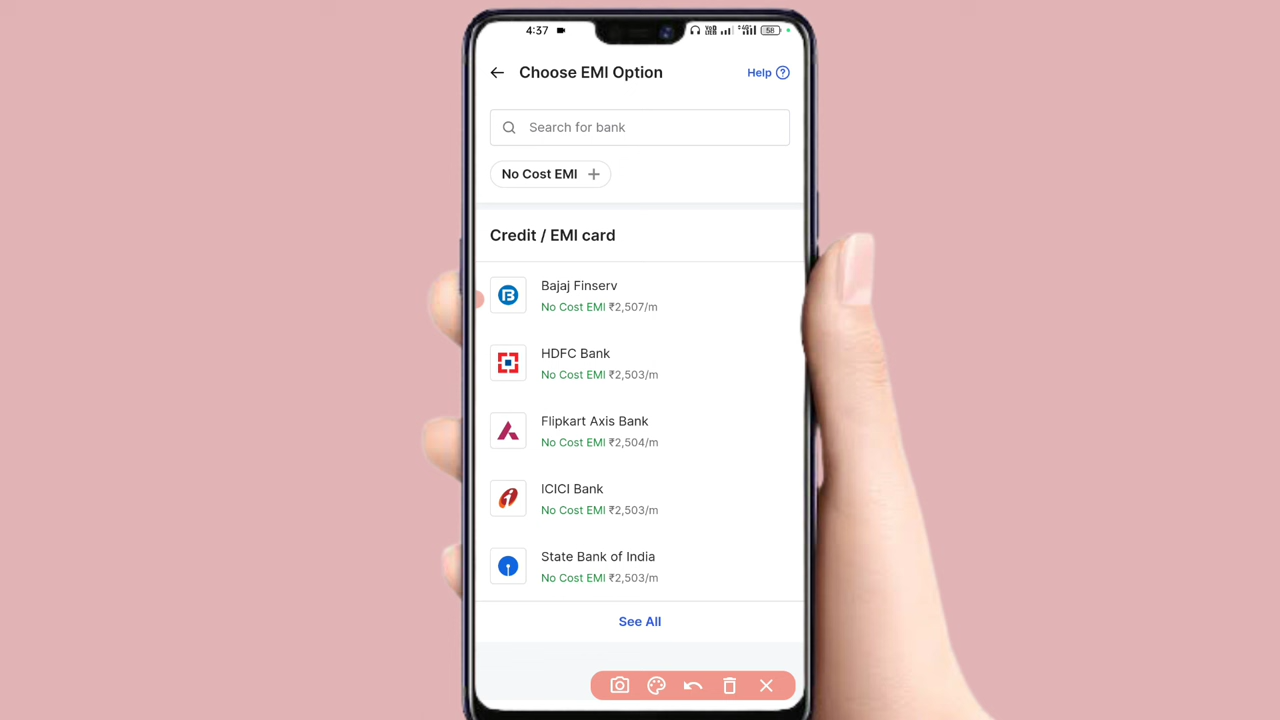 4:37
58
Choose EMI Option
Help
Search for bank
No Cost EMI +
Credit / EMI card
Bajaj Finserv
No Cost EMI ₹2,507/m
HDFC Bank
No Cost EMI ₹2,503/m
Flipkart Axis Bank
No Cost EMI ₹2,504/m
ICICI Bank
No Cost EMI ₹2,503/m
State Bank of India
No Cost EMI ₹2,503/m
See All